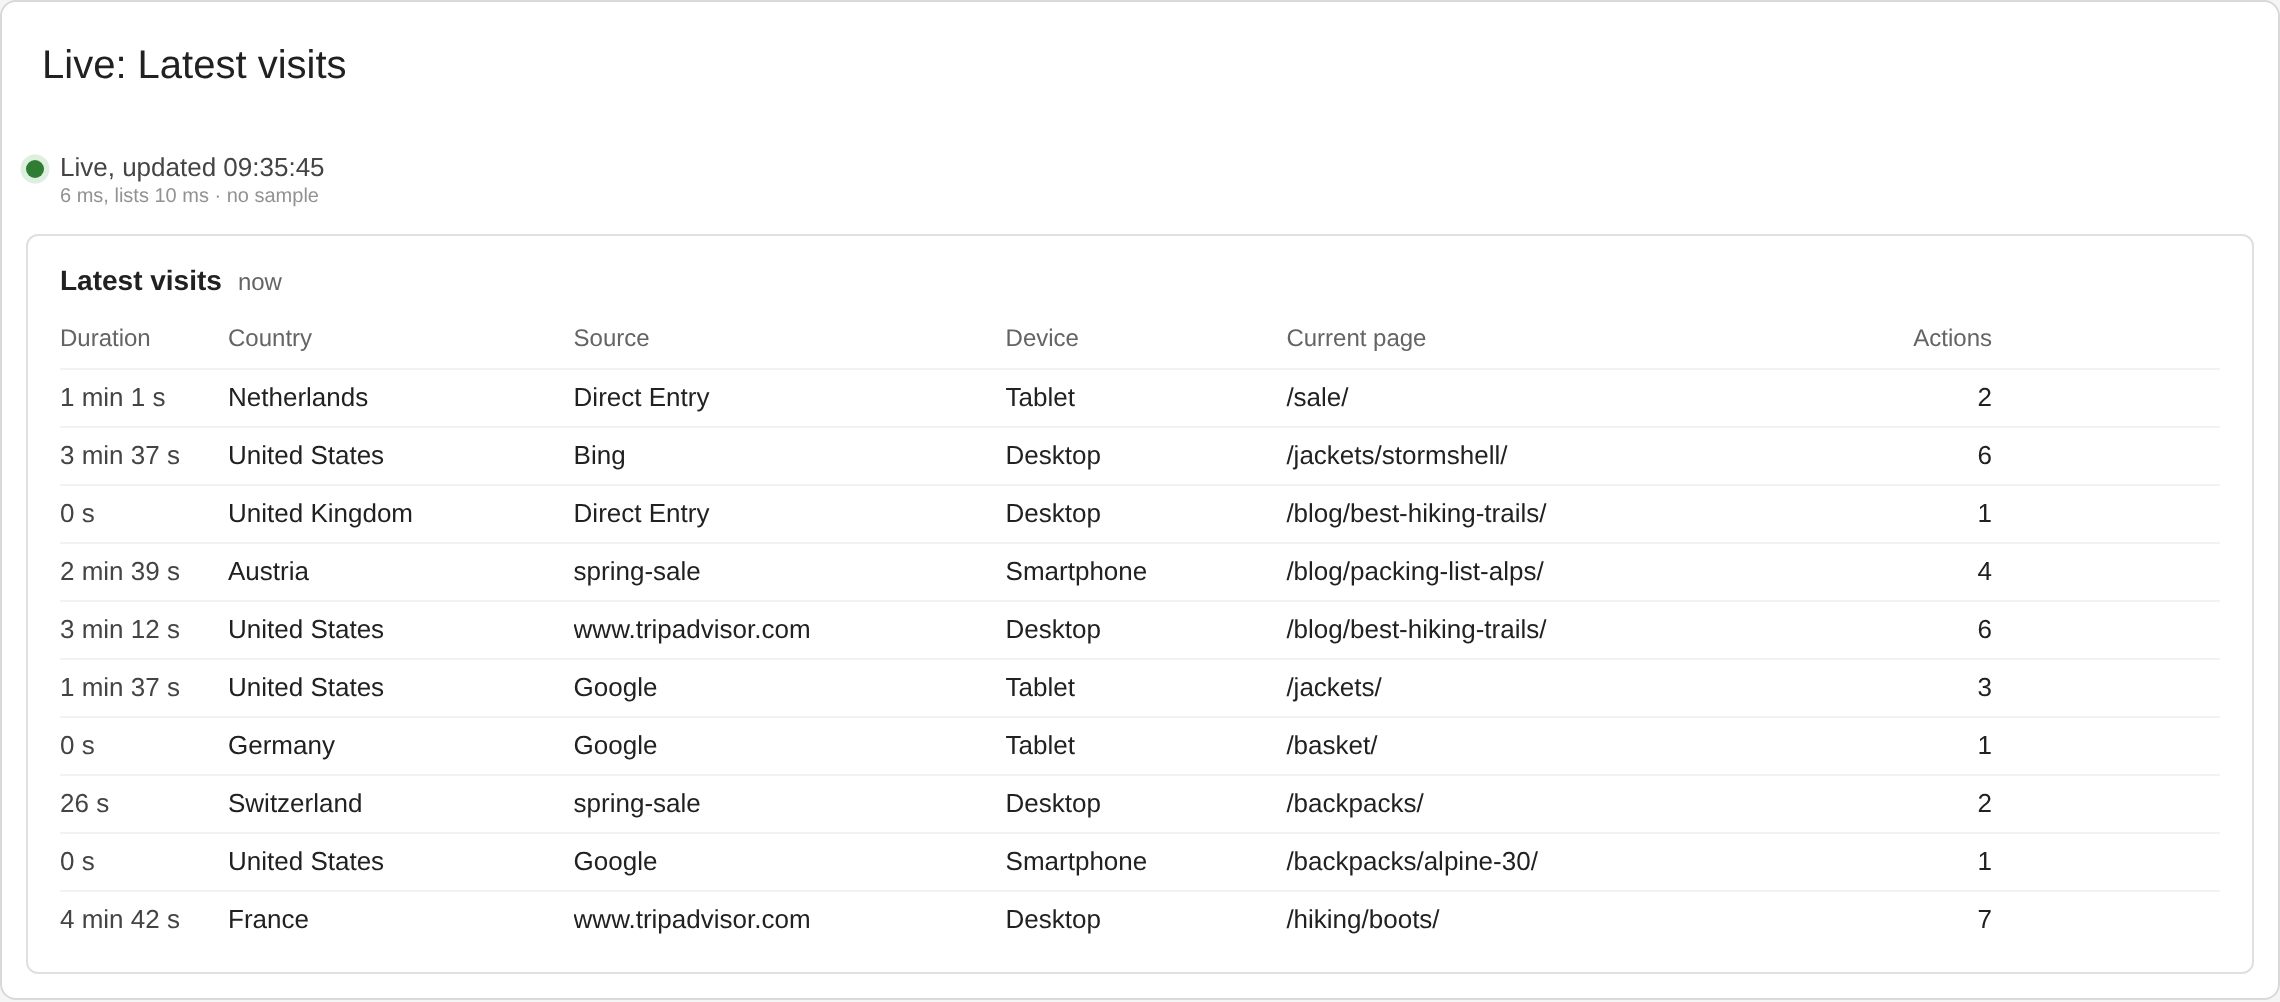 Live: Latest visits
Live, updated 09:35:45
6 ms, lists 10 ms · no sample
Latest visits now
Duration Country Source Device Current page Actions
1 min 1 s Netherlands Direct Entry Tablet /sale/ 2
3 min 37 s United States Bing Desktop /jackets/stormshell/ 6
0 s United Kingdom Direct Entry Desktop /blog/best-hiking-trails/ 1
2 min 39 s Austria spring-sale Smartphone /blog/packing-list-alps/ 4
3 min 12 s United States www.tripadvisor.com Desktop /blog/best-hiking-trails/ 6
1 min 37 s United States Google Tablet /jackets/ 3
0 s Germany Google Tablet /basket/ 1
26 s Switzerland spring-sale Desktop /backpacks/ 2
0 s United States Google Smartphone /backpacks/alpine-30/ 1
4 min 42 s France www.tripadvisor.com Desktop /hiking/boots/ 7